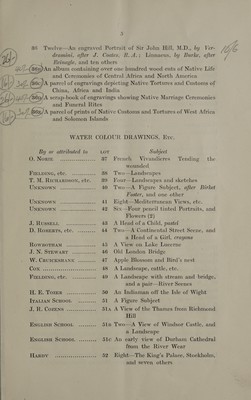 3
36 Twelve—An engraved Portrait of Sir John Hill, M.D., by Ver-
dramini, after J. Coates, R.A.; Linnaeus, by Burke, after
Reinagle, and ten others
An album containing over one hundred wood cuts of Native Life
and Ceremonies of Central Africa and North America
A parcel of engravings depicting Native Tortures and Customs of
China, Africa and India
A scrap-book of engravings showing Native Marriage Ceremonies
and Funeral Rites
A parcel of prints of Native Customs and Tortures of West Africa
and Solomon Islands
WATER COLOUR DRAWINGS, Etc.
By or attributed to LOT Subject
O. Norie 37 French Vivandieres Tending the
wounded
Fielding, etc. 38 Two—Landscapes
T. M. Richardson, etc. 39 Four—Landscapes and sketches
Unknown 40 Two—A Figure Subject, after Birket
Foster, and one other
Unknown 41 Eight—Mediterranean Views, etc.
Unknown 42 Six—Four pencil tinted Portraits, and
Flowers (2)
J. Russell 43 A Head of a Child, pastel
D. Roberts, etc. 44 Two—A Continental Street Scene, and
a Head of a Girl, crayons
Rowbotham 45 A View on Lake Lucerne
J. N. Stewart 46 Old London Bridge
W. Cruickshank 47 Apple Blossom and Bird's nest
Cox 48 A Landscape, cattle, etc.
Fielding, etc. 49 A Landscape with stream and bridge,
and a pair—River Scenes
H. E. Tozer 50 An Indiaman off the Isle of Wight
Italian School 51 A Figure Subject
J. R. Cozens 51A A View of the Thames from Richmond
Hill
English School 51B Two—A View of Windsor Castle, and
a Landscape
English School 51C An early view of Durham Cathedral
from the River Wear
Hardy 52 Eight—The King's Palace, Stockholm,
and seven others